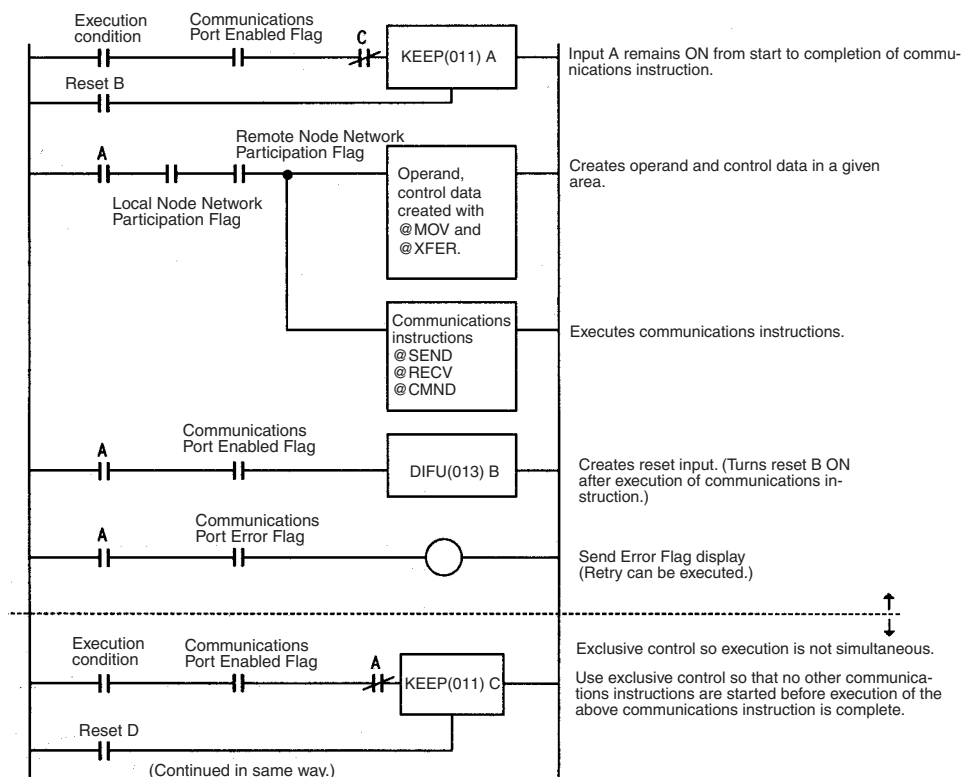 Execution
condition
Communications
Port Enabled Flag
C
KEEP(011) A
Input A remains ON from start to completion of commu-
nications instruction.
Reset B
A
Remote Node Network
Participation Flag
Local Node Network
Participation Flag
Operand,
control data
created with
@MOV and
@XFER.
Creates operand and control data in a given
area.
Communications
instructions
@SEND
@RECV
@CMND
Executes communications instructions.
A
Communications
Port Enabled Flag
DIFU(013) B
Creates reset input. (Turns reset B ON
after execution of communications in-
struction.)
A
Communications
Port Error Flag
Send Error Flag display
(Retry can be executed.)
Execution
condition
Communications
Port Enabled Flag
A
KEEP(011) C
Exclusive control so execution is not simultaneous.
Use exclusive control so that no other communica-
tions instructions are started before execution of the
above communications instruction is complete.
Reset D
(Continued in same way.)